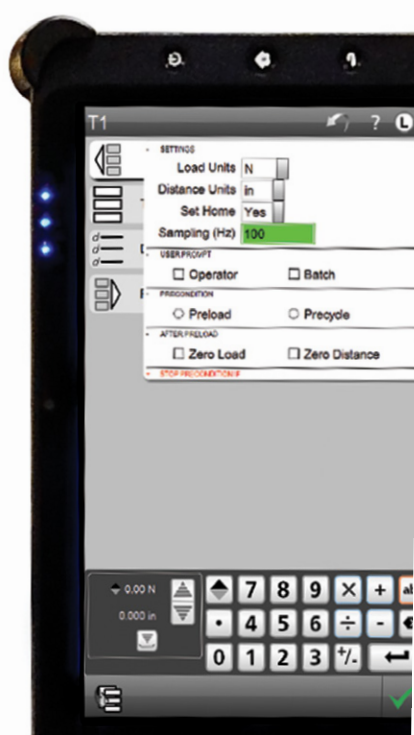 T1
? L
SETTINGS
Load Units N
Distance Units in
Set Home Yes
Sampling (Hz) 100
USER PROMPT
Operator Batch
PRECONDITION
Preload Precycle
AFTER PRELOAD
Zero Load Zero Distance
STOP PRECONDITION IF
0.00 N
0.000 in
7 8 9 × + ab
. 4 5 6 ÷ -
0 1 2 3 +/-